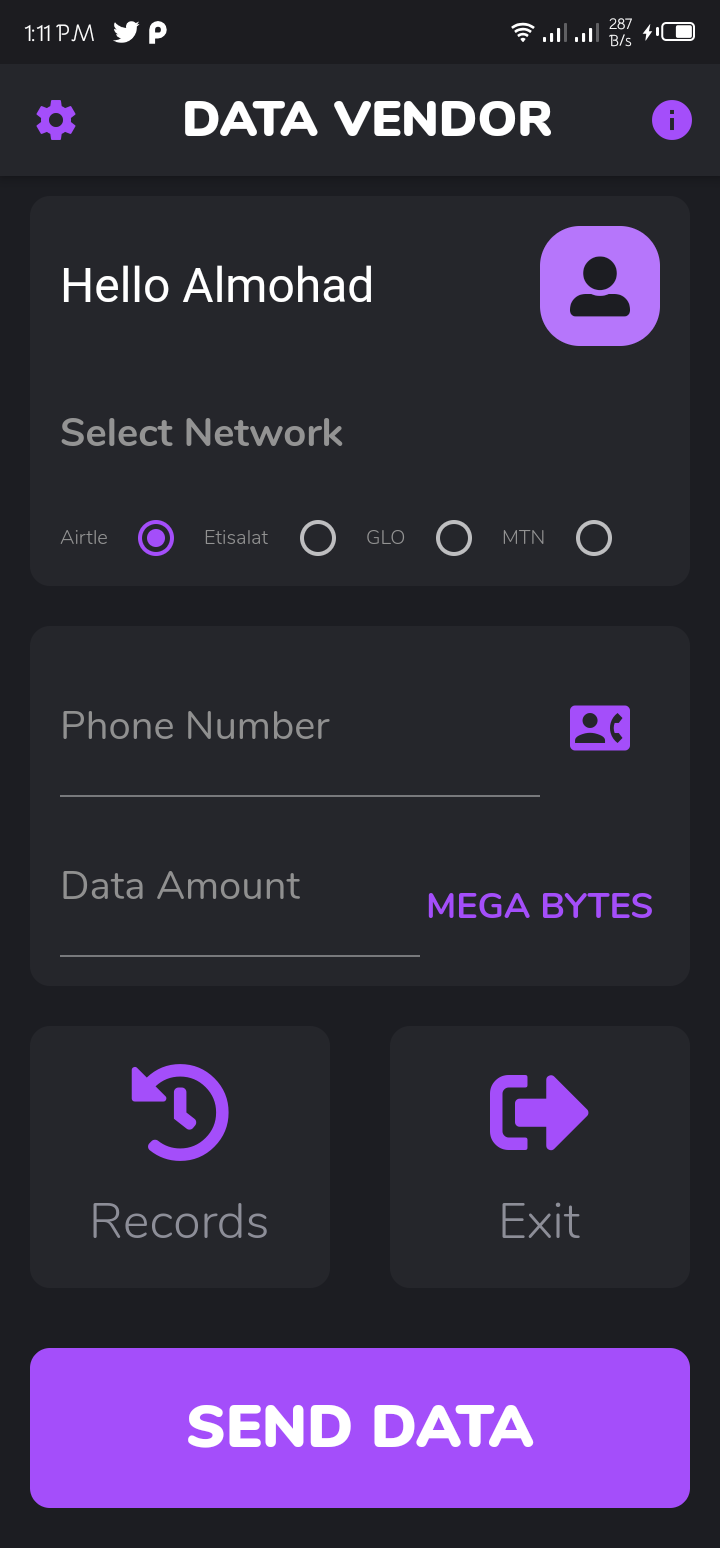 1:11 PM 287 B/s
DATA VENDOR
Hello Almohad
Select Network
Airtle Etisalat GLO MTN
Phone Number
Data Amount
MEGA BYTES
Records Exit
SEND DATA